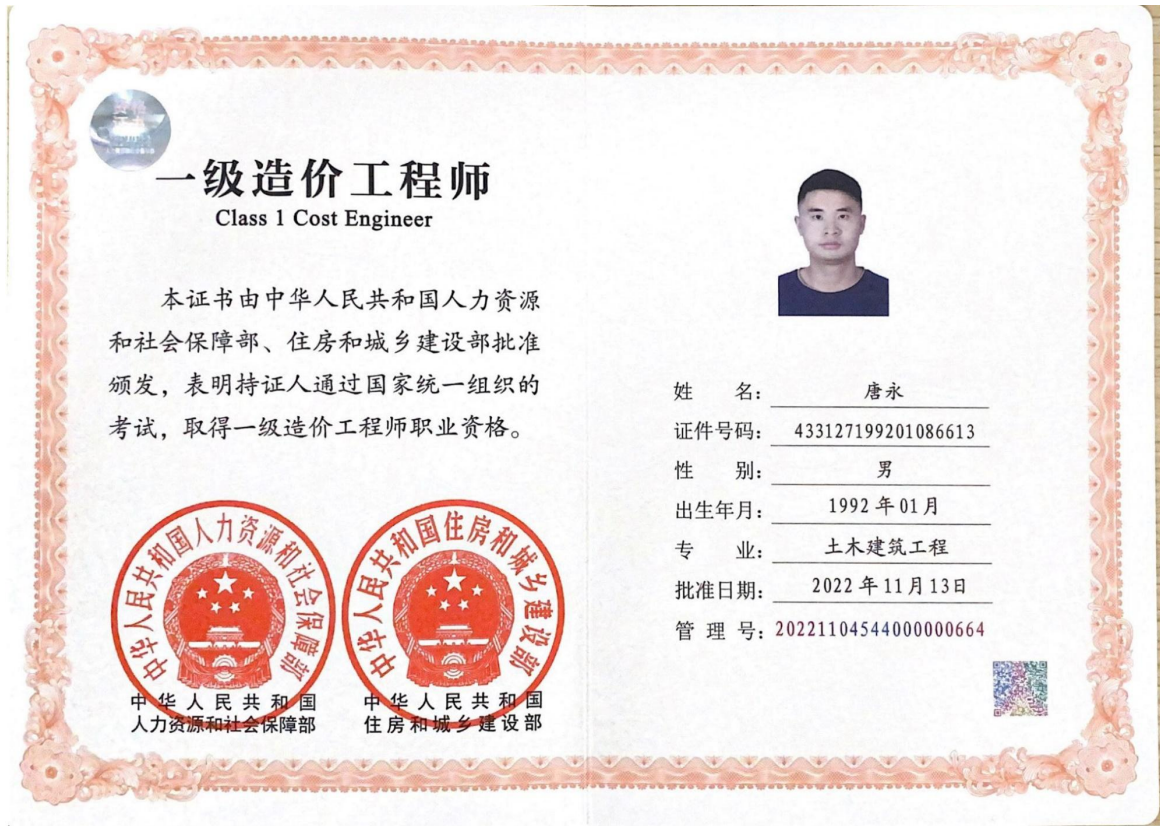 一级造价工程师
Class 1 Cost Engineer
本证书由中华人民共和国人力资源
和社会保障部、住房和城乡建设部批准
颁发，表明持证人通过国家统一组织的
考试，取得一级造价工程师职业资格。
中华人民共和国人力资源和社会保障部
中华人民共和国
人力资源和社会保障部
中华人民共和国住房和城乡建设部
中华人民共和国
住房和城乡建设部
姓 名： 唐永
证件号码： 433127199201086613
性 别： 男
出生年月： 1992年01月
专 业： 土木建筑工程
批准日期： 2022年11月13日
管 理 号： 20221104544000000664